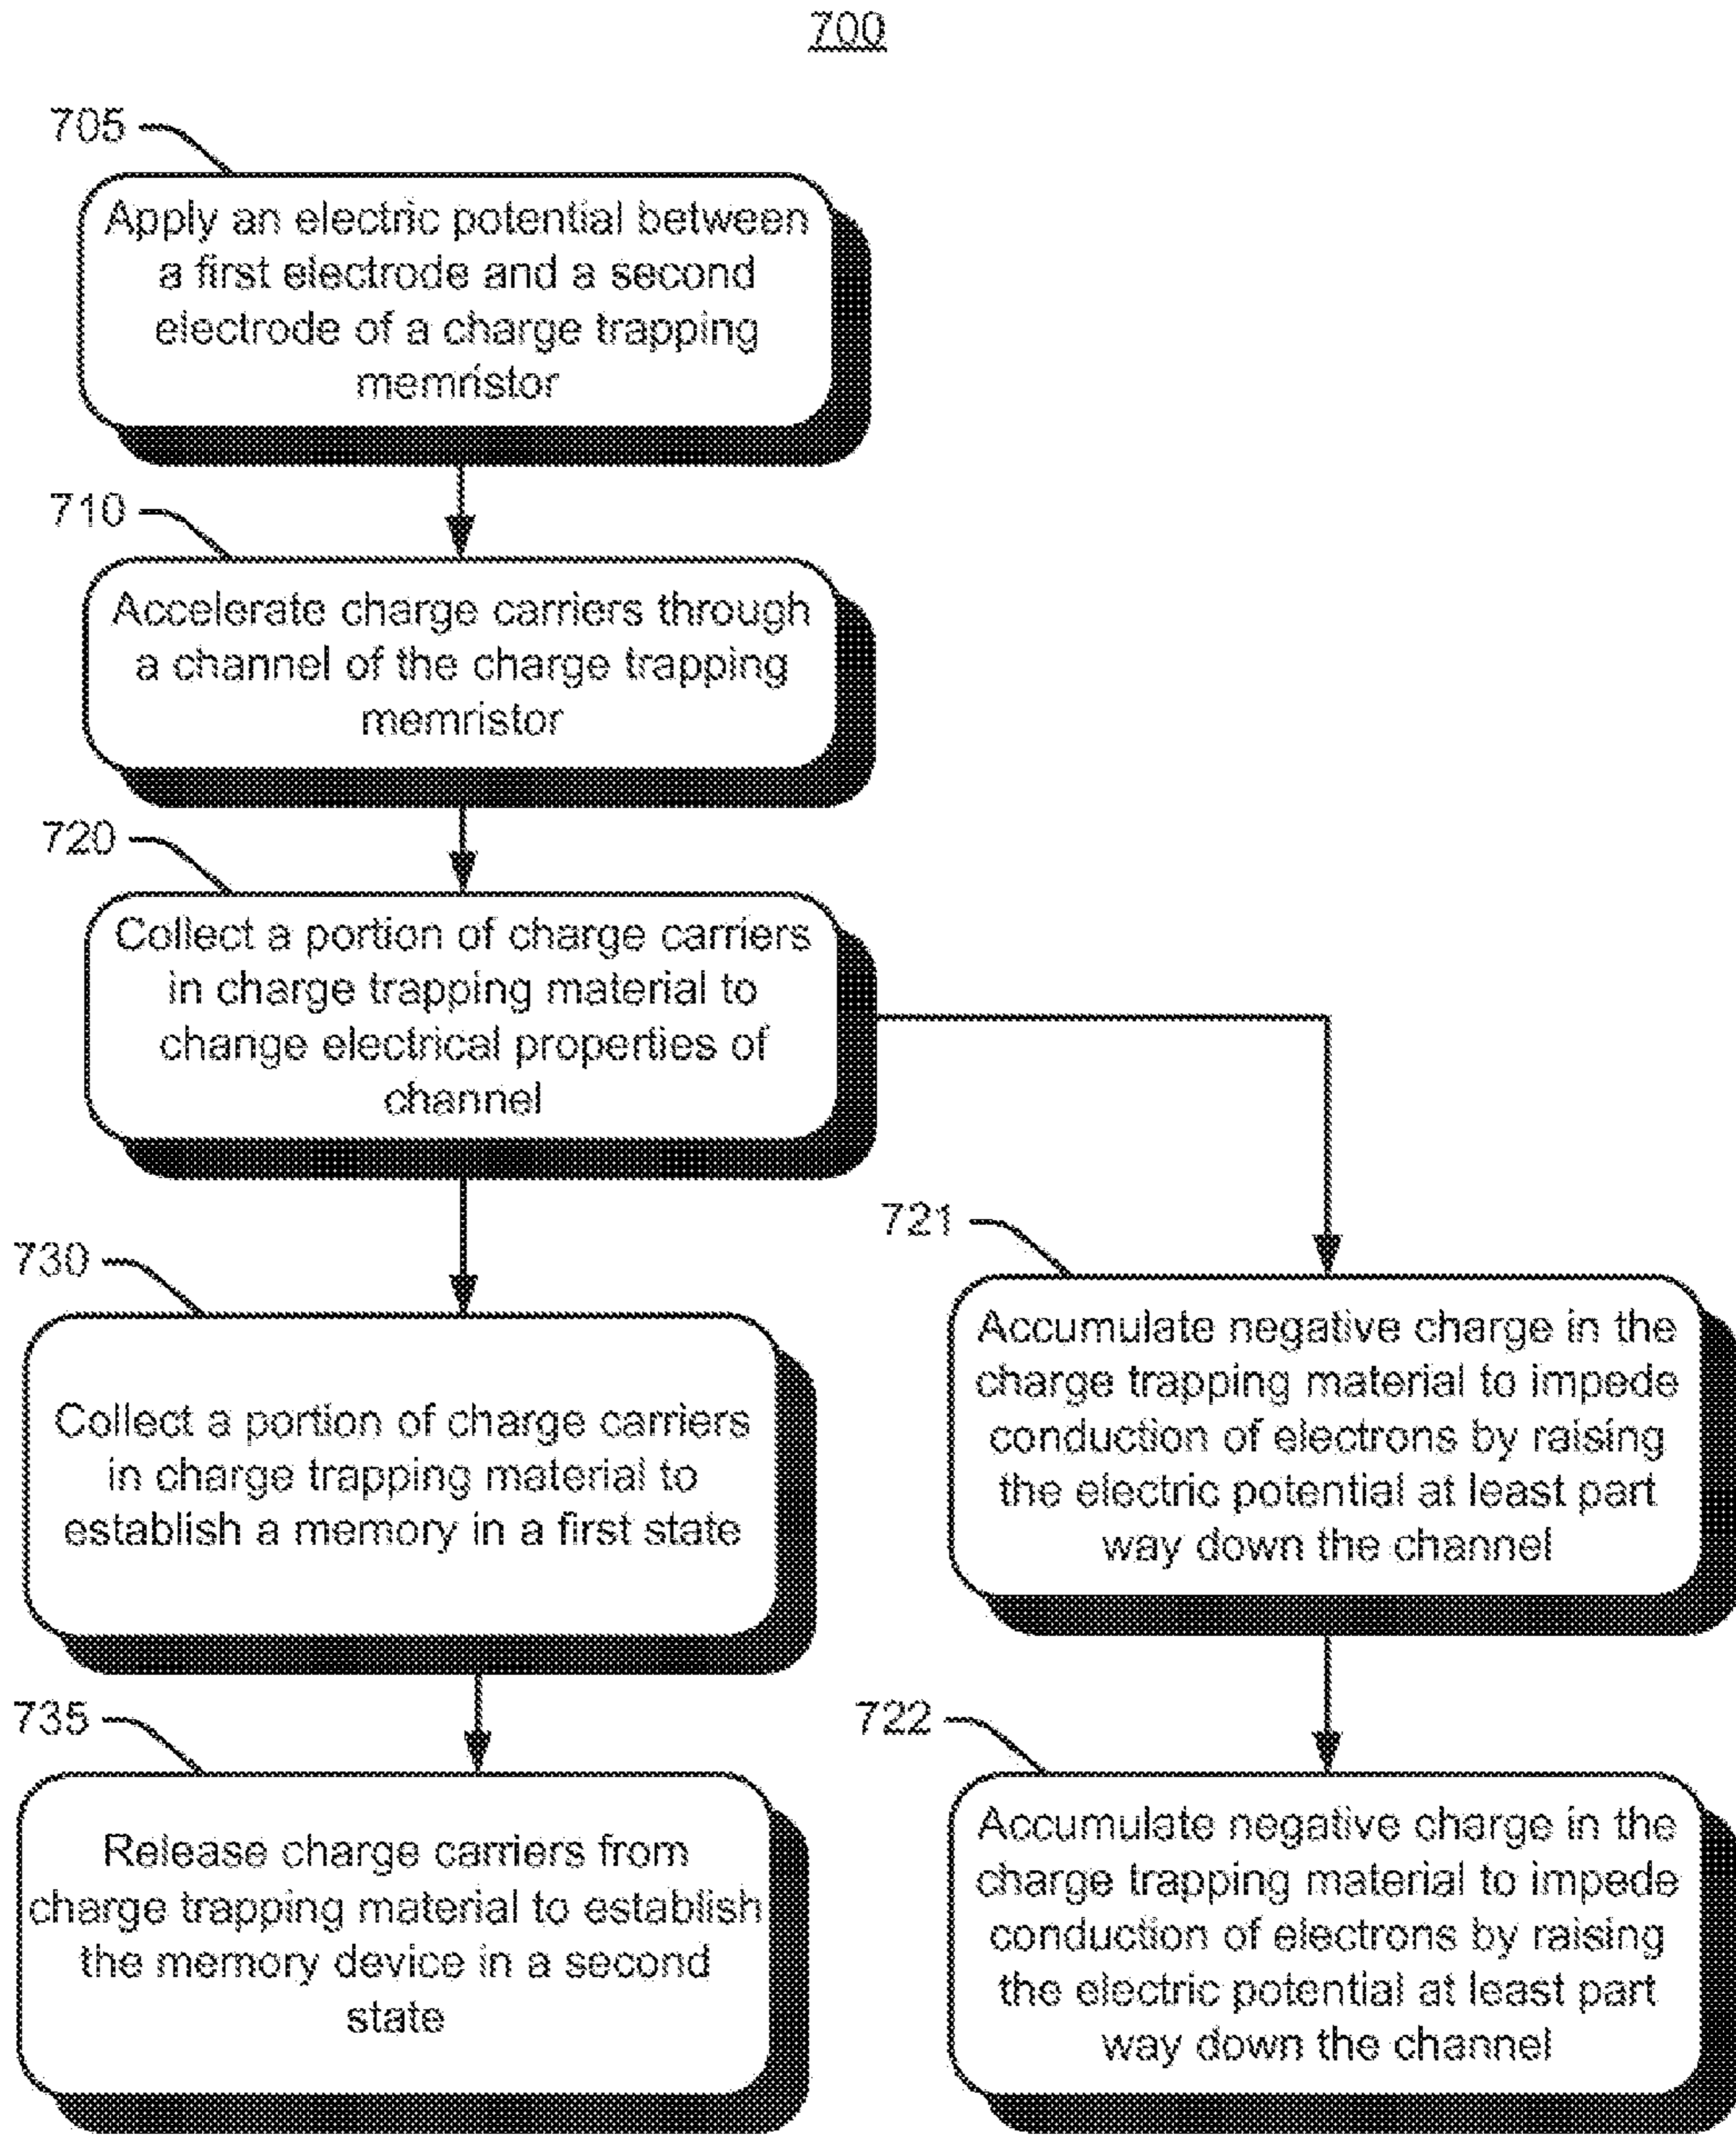 700
705
Apply an electric potential between
a first electrode and a second
electrode of a charge trapping
memristor
710
Accelerate charge carriers through
a channel of the charge trapping
memristor
720
Collect a portion of charge carriers
in charge trapping material to
change electrical properties of
channel
730
Collect a portion of charge carriers
in charge trapping material to
establish a memory in a first state
735
Release charge carriers from
charge trapping material to establish
the memory device in a second
state
721
Accumulate negative charge in the
charge trapping material to impede
conduction of electrons by raising
the electric potential at least part
way down the channel
722
Accumulate negative charge in the
charge trapping material to impede
conduction of electrons by raising
the electric potential at least part
way down the channel